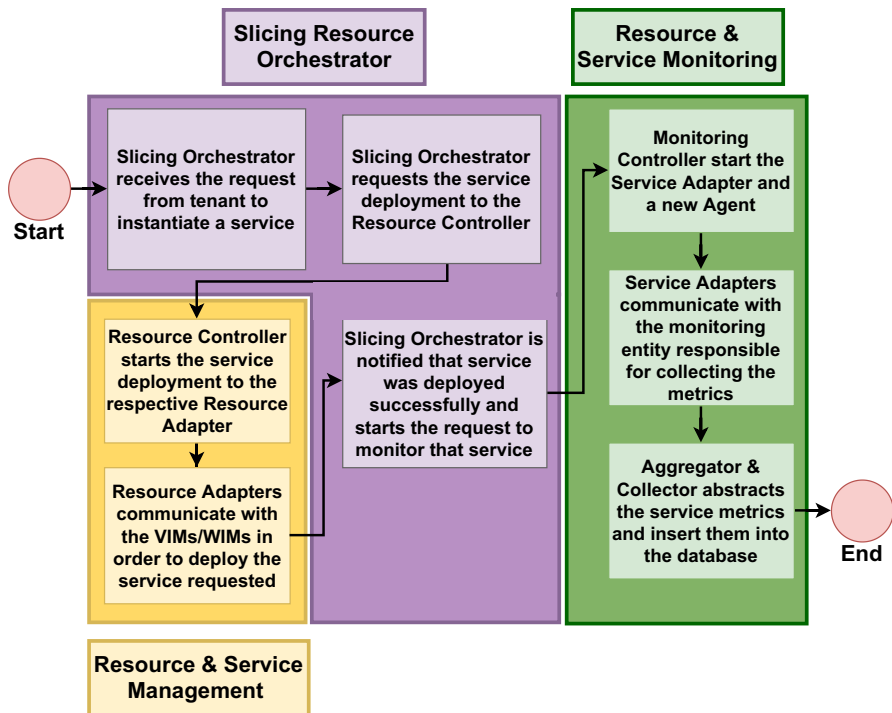 Slicing Resource
Orchestrator
Resource &
Service Monitoring
Start
Slicing Orchestrator
receives the request
from tenant to
instantiate a service
Slicing Orchestrator
requests the service
deployment to the
Resource Controller
Resource Controller
starts the service
deployment to the
respective Resource
Adapter
Resource Adapters
communicate with
the VIMs/WIMs in
order to deploy the
service requested
Slicing Orchestrator is
notified that service
was deployed
successfully and
starts the request to
monitor that service
Monitoring
Controller start the
Service Adapter and
a new Agent
Service Adapters
communicate with
the monitoring
entity responsible
for collecting the
metrics
Aggregator &
Collector abstracts
the service metrics
and insert them into
the database
End
Resource & Service
Management